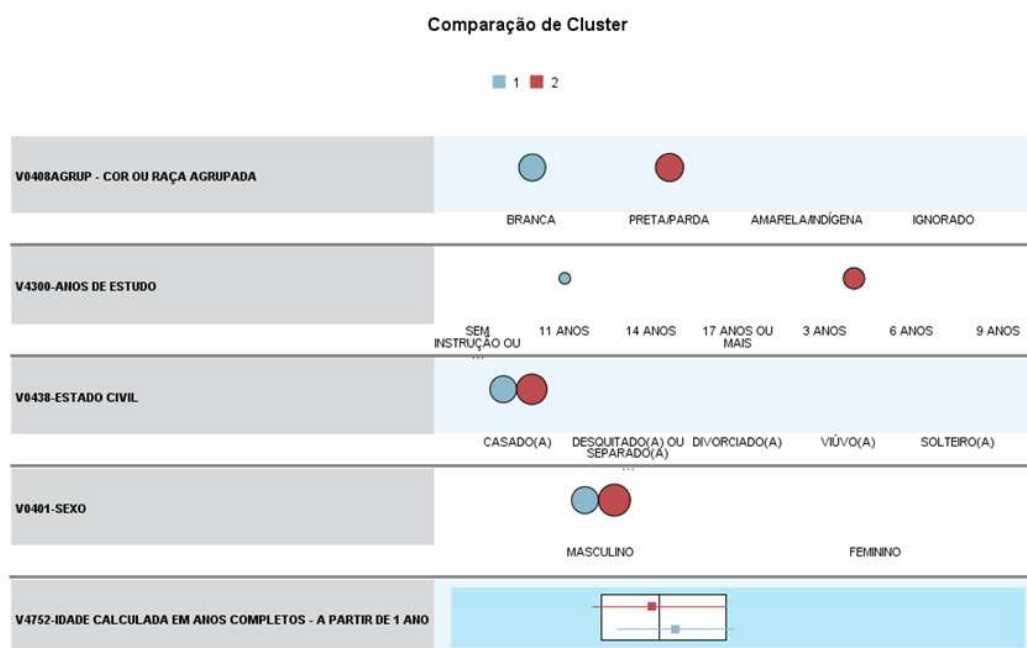 Comparação de Cluster
1 2
V0408AGRUP - COR OU RAÇA AGRUPADA
BRANCA PRETA/PARDA AMARELA/INDÍGENA IGNORADO
V4300-ANOS DE ESTUDO
SEM 11 ANOS 14 ANOS 17 ANOS OU 3 ANOS 6 ANOS 9 ANOS
INSTRUÇÃO OU MAIS
...
V0438-ESTADO CIVIL
CASADO(A) DESQUITADO(A) OU DIVORCIADO(A) VIÚVO(A) SOLTEIRO(A)
SEPARADO(A)
...
V0401-SEXO
MASCULINO FEMININO
V4752-IDADE CALCULADA EM ANOS COMPLETOS - A PARTIR DE 1 ANO